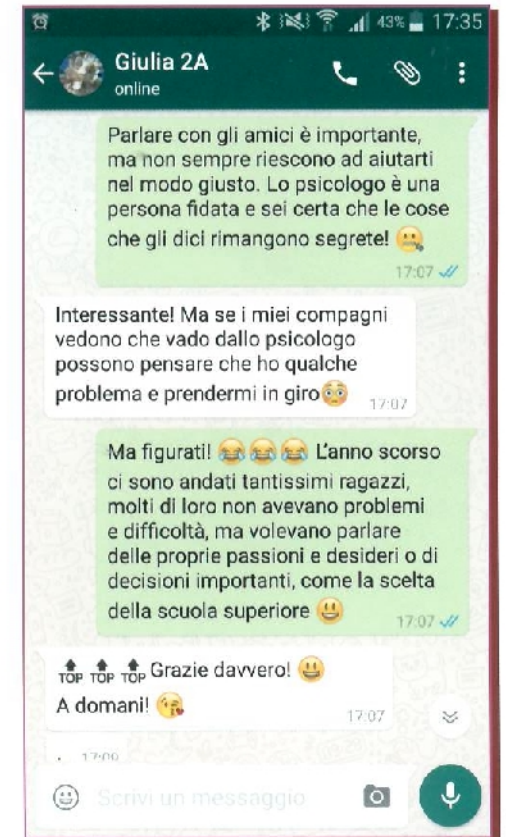 43% 17:35
Giulia 2A
online
Parlare con gli amici è importante,
ma non sempre riescono ad aiutarti
nel modo giusto. Lo psicologo è una
persona fidata e sei certa che le cose
che gli dici rimangono segrete! 🤐
17:07
Interessante! Ma se i miei compagni
vedono che vado dallo psicologo
possono pensare che ho qualche
problema e prendermi in giro😳 17:07
Ma figurati! 😂😂😂 L'anno scorso
ci sono andati tantissimi ragazzi,
molti di loro non avevano problemi
e difficoltà, ma volevano parlare
delle proprie passioni e desideri o di
decisioni importanti, come la scelta
della scuola superiore 😃
17:07
🔝 🔝 🔝 Grazie davvero! 😃
A domani! 😘 17:07
17:09
Scrivi un messaggio